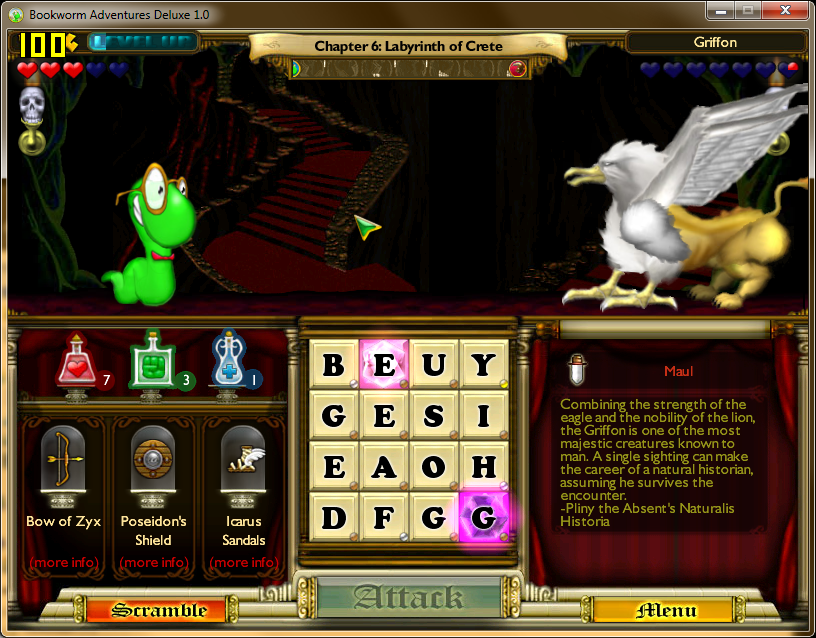 Bookworm Adventures Deluxe 1.0
100
LEVEL UP
Chapter 6: Labyrinth of Crete
Griffon
7
3
1
Bow of Zyx
(more info)
Poseidon's
Shield
(more info)
Icarus
Sandals
(more info)
B E U Y
G E S I
E A O H
D F G G
Maul
Combining the strength of the
eagle and the nobility of the lion,
the Griffon is one of the most
majestic creatures known to
man. A single sighting can make
the career of a natural historian,
assuming he survives the
encounter.
-Pliny the Absent's Naturalis
Historia
Scramble
Attack
Menu